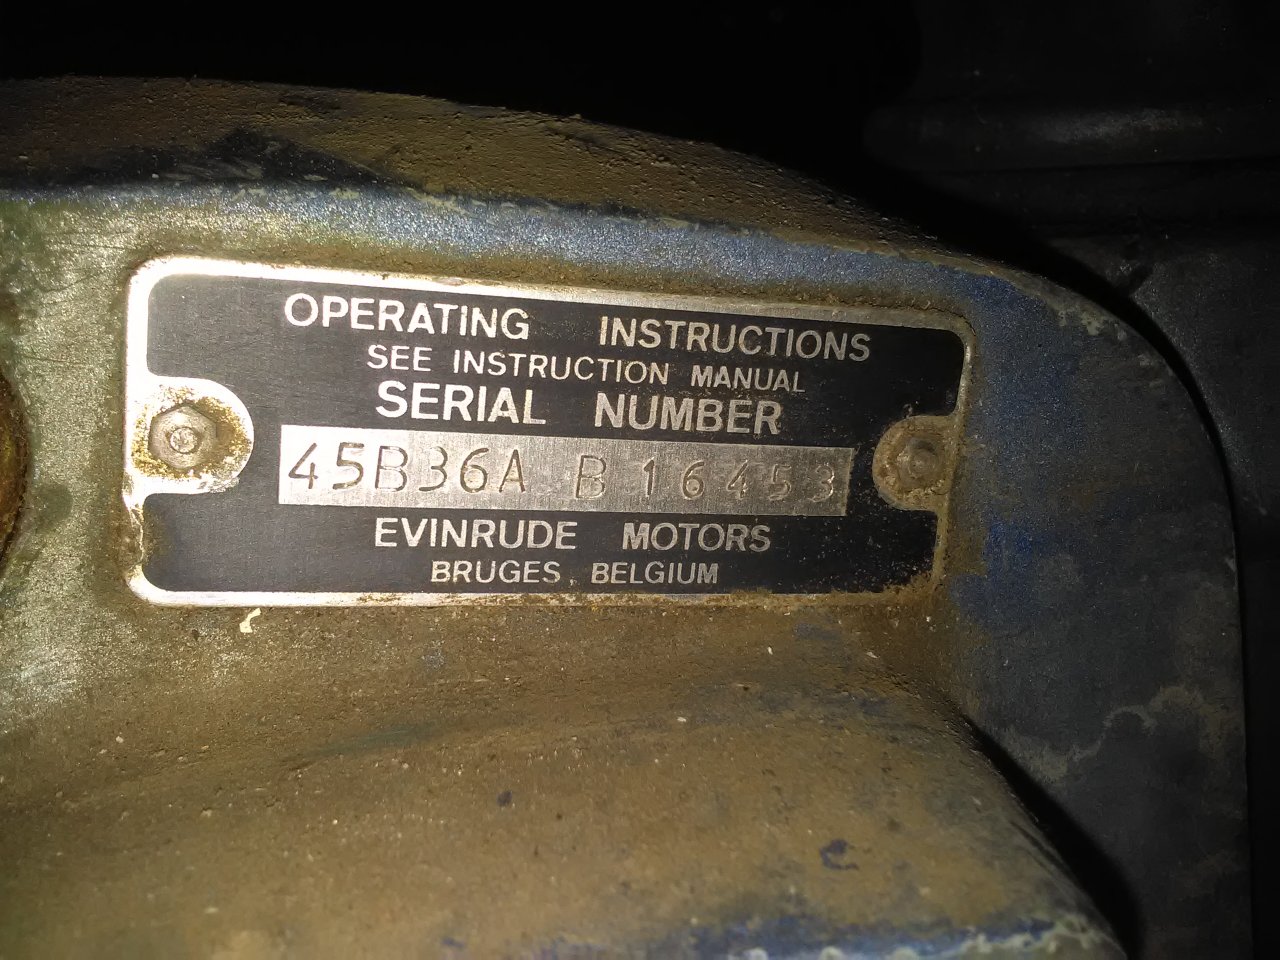 OPERATING INSTRUCTIONS
SEE INSTRUCTION MANUAL
SERIAL NUMBER
45B36A B 16453
EVINRUDE MOTORS
BRUGES, BELGIUM